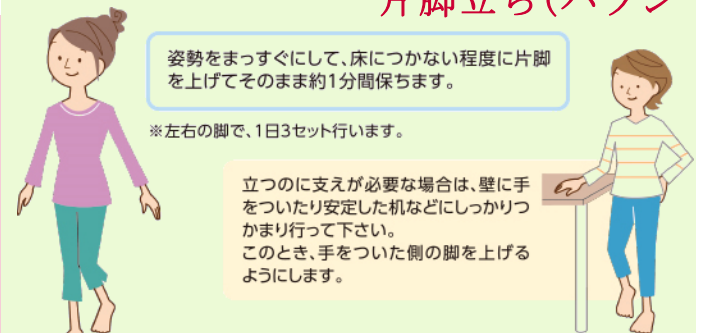 片脚立ち(バラン
姿勢をまっすぐにして、床につかない程度に片脚
を上げてそのまま約1分間保ちます。
※左右の脚で、1日3セット行います。
立つのに支えが必要な場合は、壁に手
をついたり安定した机などにしっかりつ
かまり行って下さい。
このとき、手をついた側の脚を上げる
ようにします。